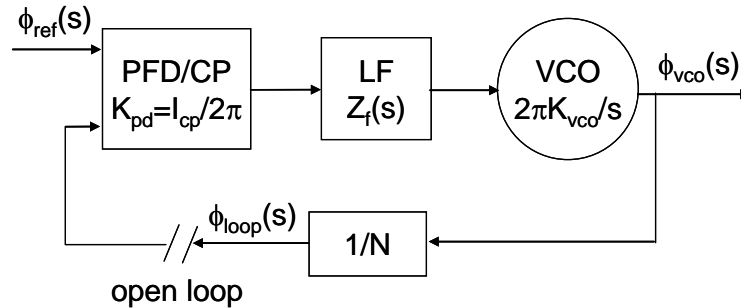 ϕref(s)
PFD/CP
Kpd=Icp/2π
LF
Zf(s)
VCO
2πKvco/s
ϕvco(s)
ϕloop(s)
1/N
open loop